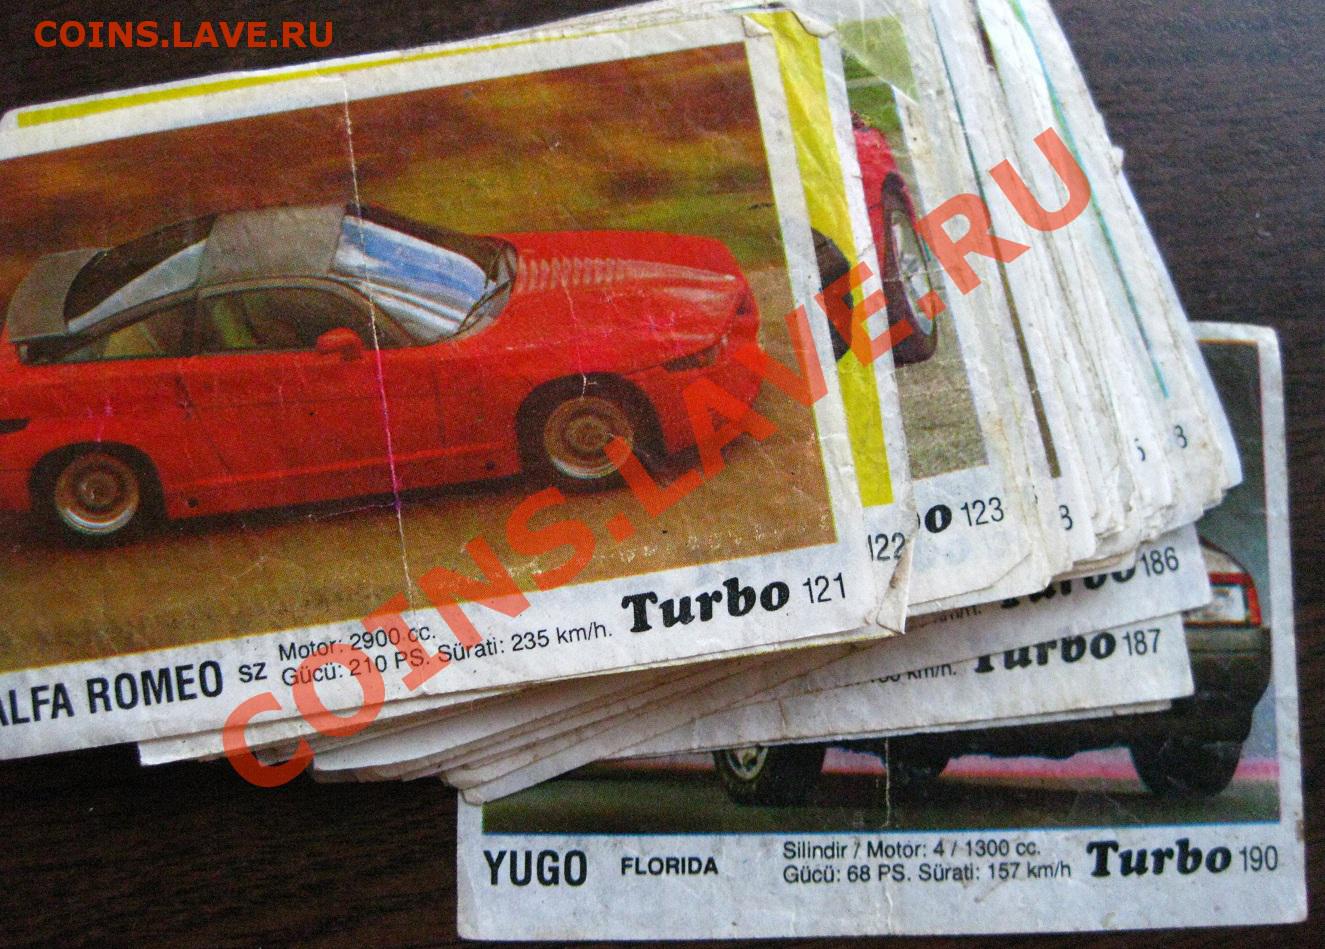 COINS.LAVE.RU
COINS.LAVE.RU
ALFA ROMEO SZ
Motor: 2900 cc.
Gücü: 210 PS. Sürati: 235 km/h.
Turbo 121
122
123
186
km/h.
Turbo 187
YUGO FLORIDA
Silindir / Motor: 4 / 1300 cc.
Gücü: 68 PS. Sürati: 157 km/h
Turbo 190